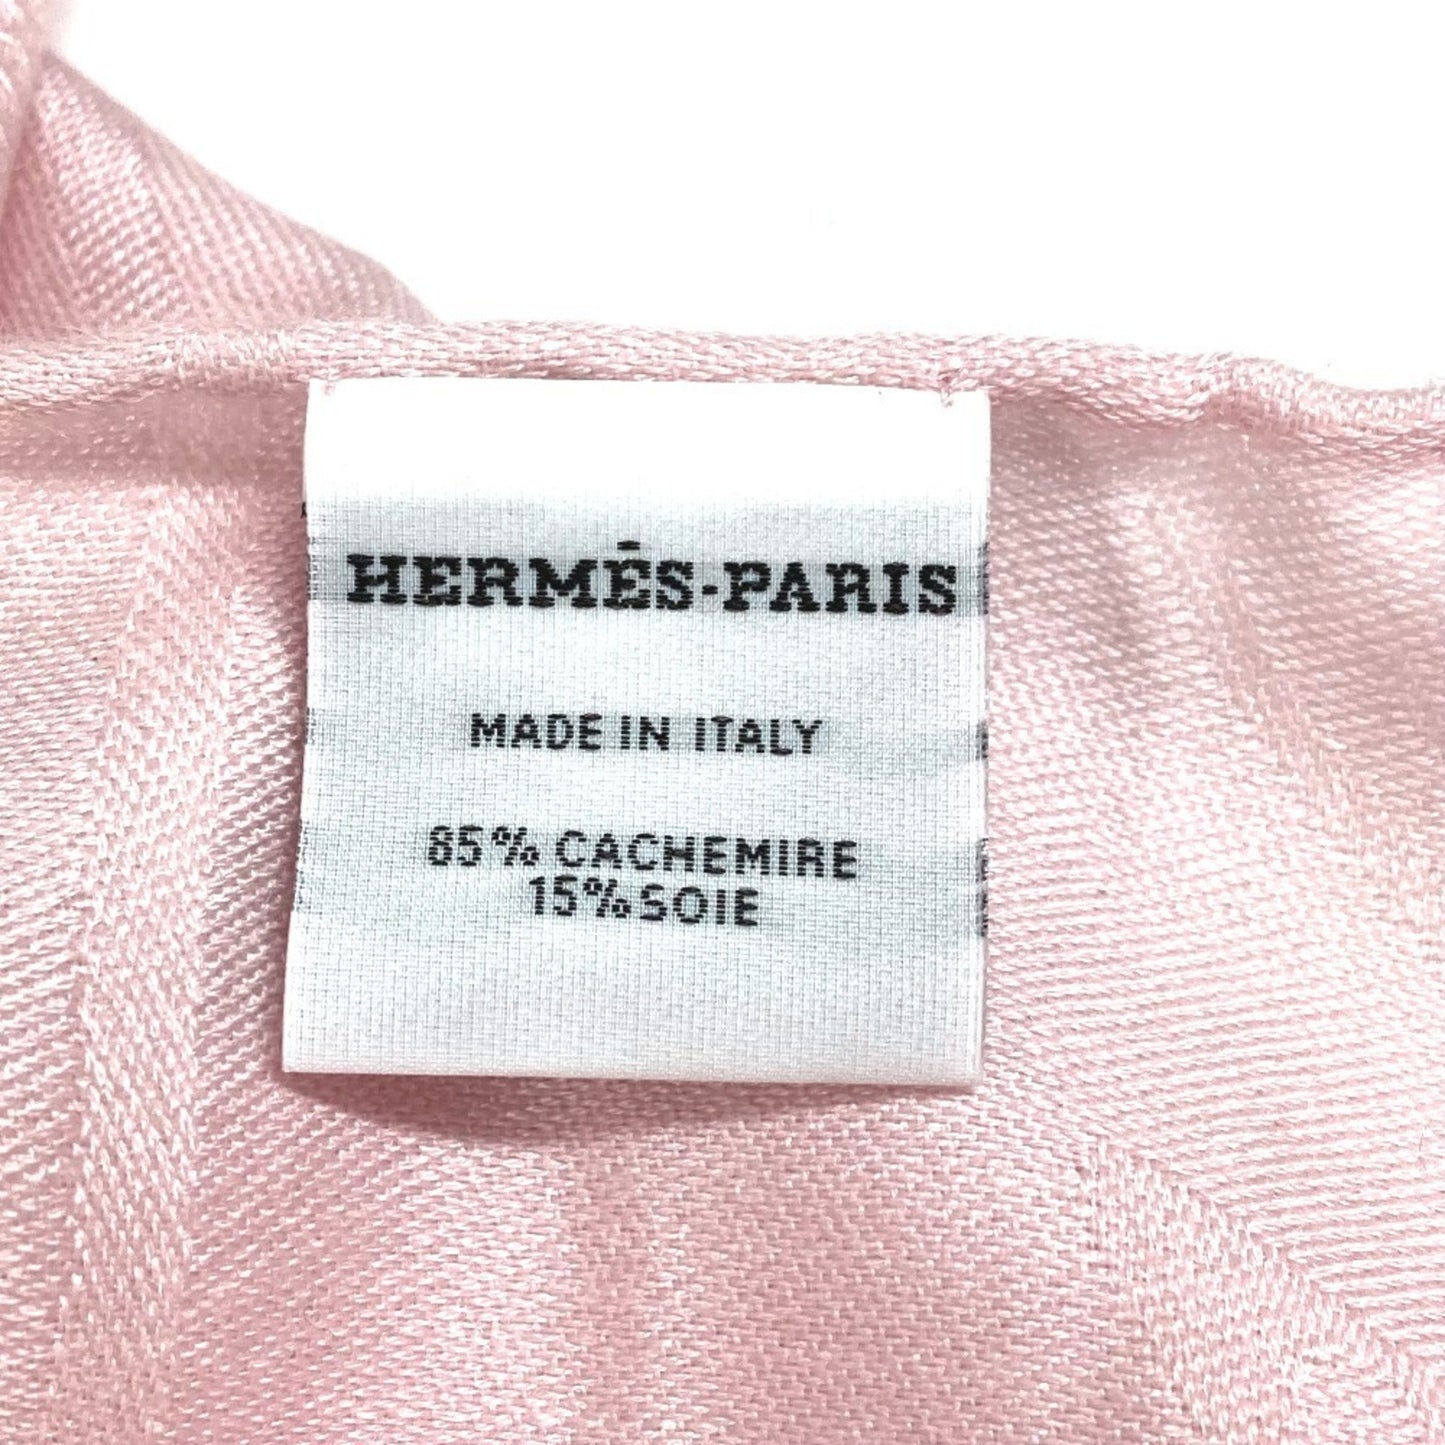 HERMÈS-PARIS
MADE IN ITALY
85% CACHEMIRE
15% SOIE